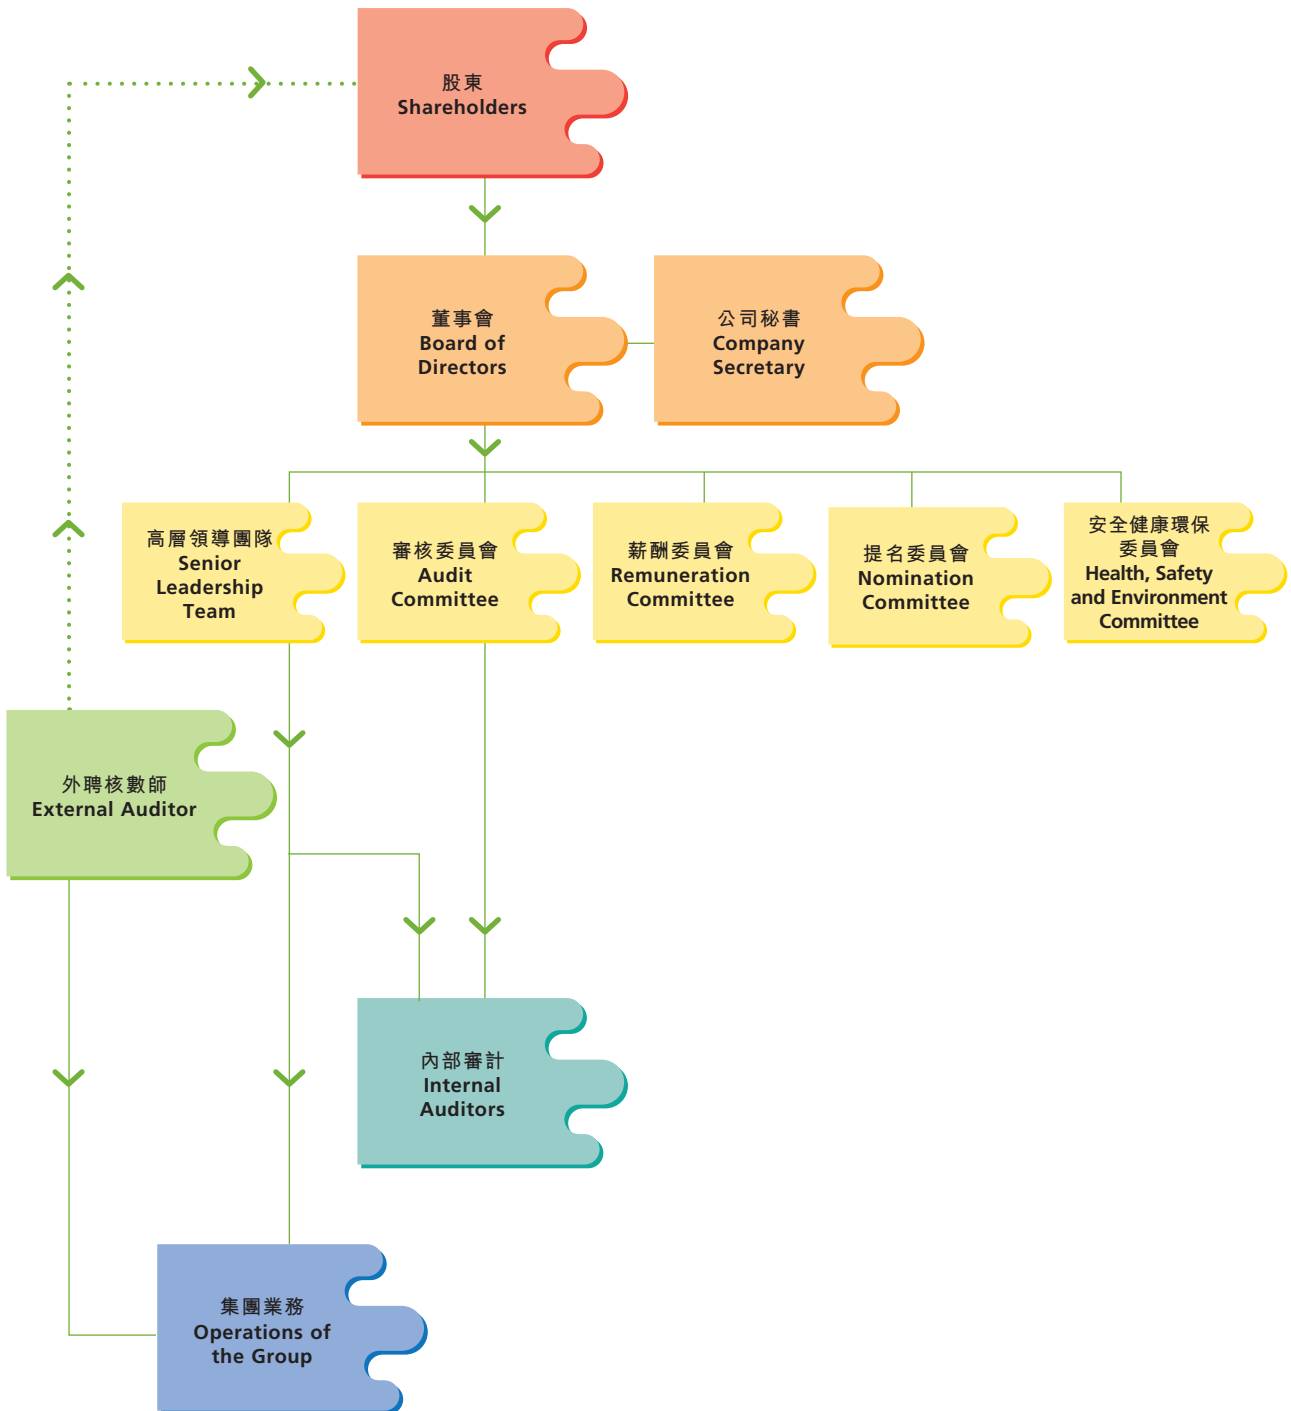 股東
Shareholders
董事會
Board of
Directors
公司秘書
Company
Secretary
高層領導團隊
Senior
Leadership
Team
審核委員會
Audit
Committee
薪酬委員會
Remuneration
Committee
提名委員會
Nomination
Committee
安全健康環保
委員會
Health, Safety
and Environment
Committee
外聘核數師
External Auditor
內部審計
Internal
Auditors
集團業務
Operations of
the Group